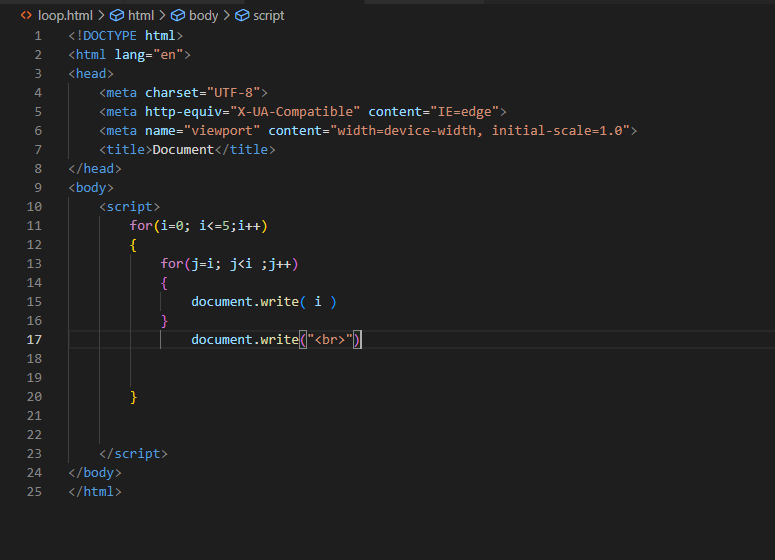 loop.html > html > body > script
1 <!DOCTYPE html>
2 <html lang="en">
3 <head>
4 <meta charset="UTF-8">
5 <meta http-equiv="X-UA-Compatible" content="IE=edge">
6 <meta name="viewport" content="width=device-width, initial-scale=1.0">
7 <title>Document</title>
8 </head>
9 <body>
10 <script>
11 for(i=0; i<=5;i++)
12 {
13 for(j=i; j<i ;j++)
14 {
15 document.write( i )
16 }
17 document.write("<br>")
18
19
20 }
21
22
23 </script>
24 </body>
25 </html>